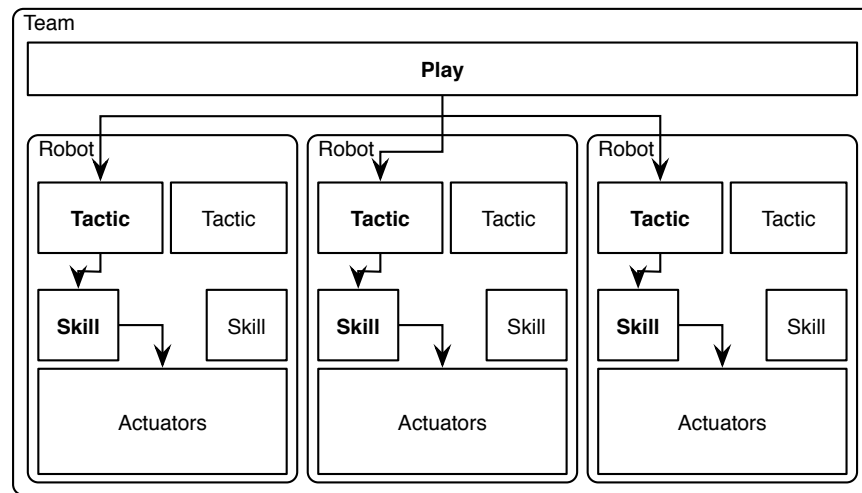 Team
Play
Robot Robot Robot
Tactic Tactic Tactic Tactic Tactic Tactic
Skill Skill Skill Skill Skill Skill
Actuators Actuators Actuators